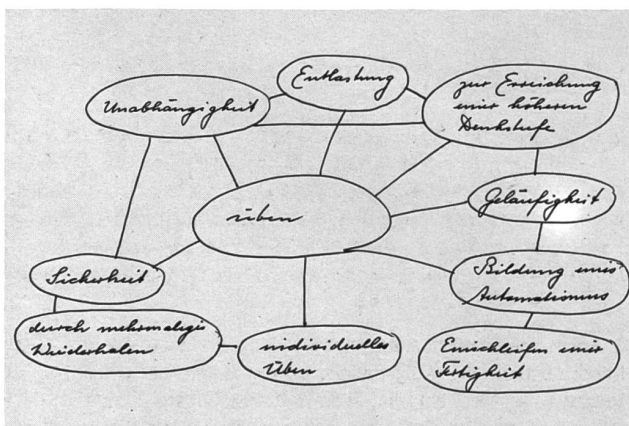 Entlastung
Unabhängigkeit
zur Erreichung
einer höheren
Denkstufe
Geläufigkeit
üben
Sicherheit
Bildung eines
Automatismus
durch mehrmaliges
Wiederholen
individuelles
Üben
Einschleifen einer
Fertigkeit